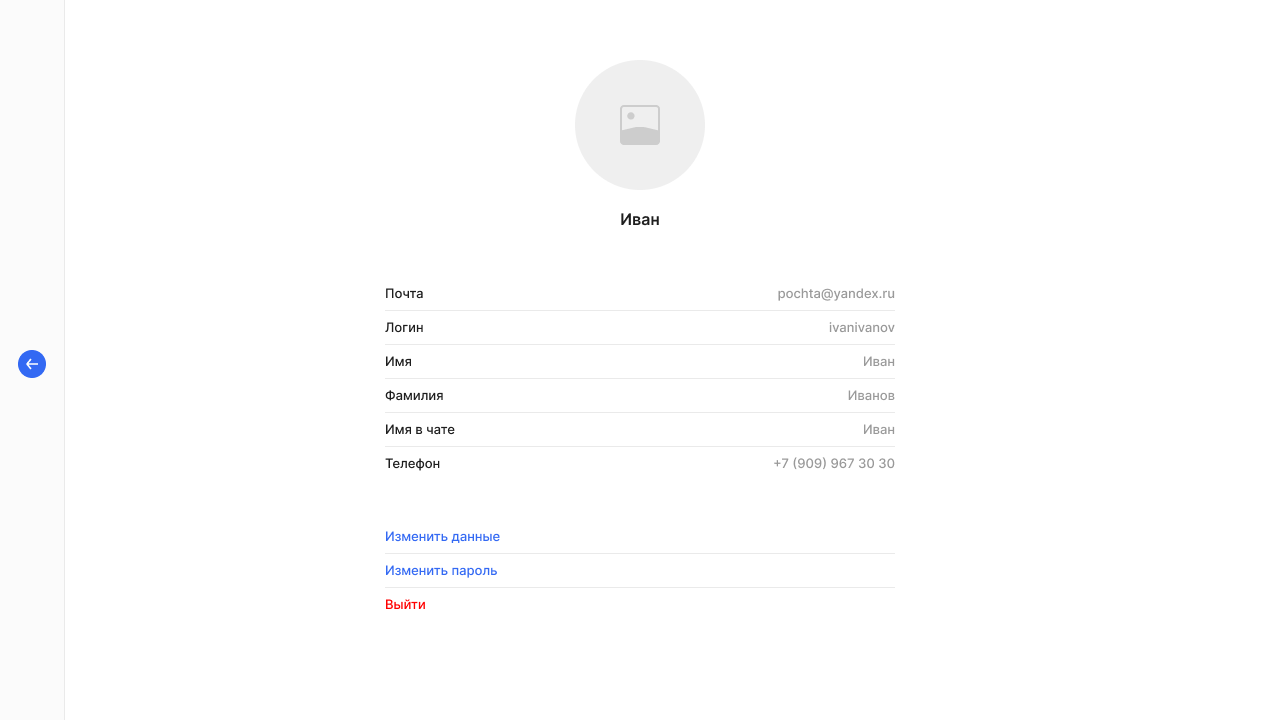 Иван
Почта pochta@yandex.ru
Логин ivanivanov
Имя Иван
Фамилия Иванов
Имя в чате Иван
Телефон +7 (909) 967 30 30
Изменить данные
Изменить пароль
Выйти